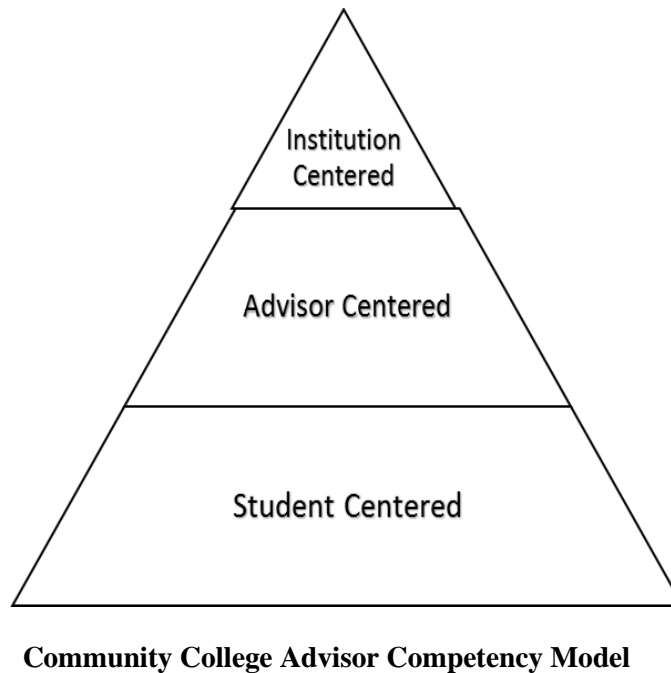 Institution
Centered
Advisor Centered
Student Centered
Community College Advisor Competency Model